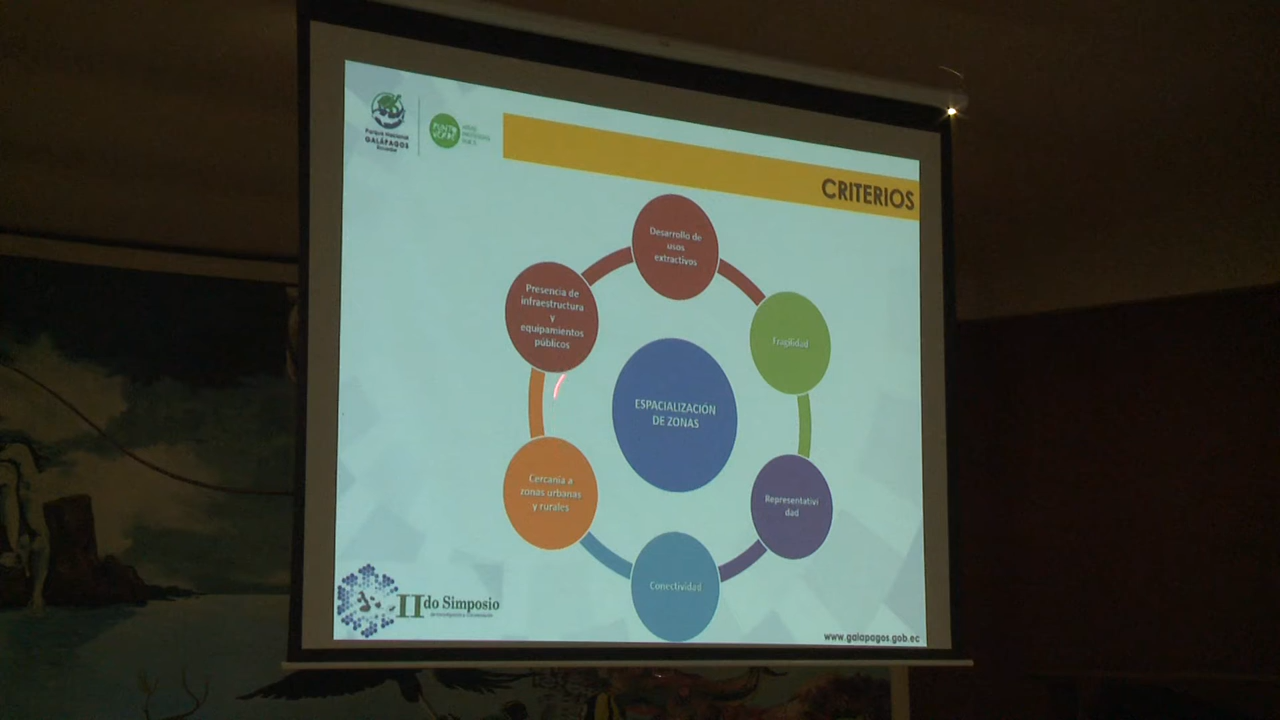 Parque Nacional
GALÁPAGOS
Ecuador
CRITERIOS
Desarrollo de
usos
extractivos
Presencia de
infraestructura
y
equipamientos
públicos
Fragilidad
ESPACIALIZACIÓN
DE ZONAS
Cercanía a
zonas urbanas
y rurales
Representativi
dad
Conectividad
IIdo Simposio
www.galapagos.gob.ec